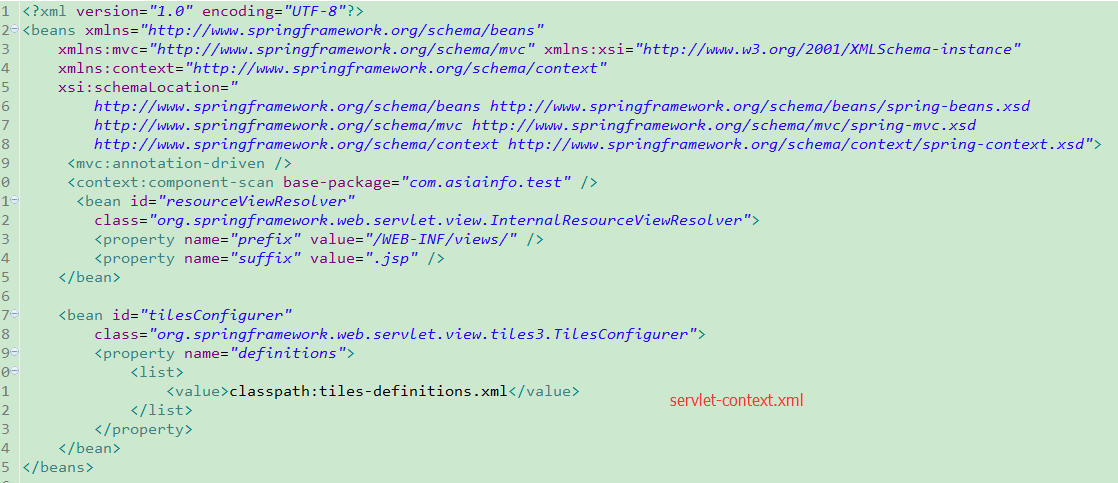 1 <?xml version="1.0" encoding="UTF-8"?>
2 <beans xmlns="http://www.springframework.org/schema/beans"
3     xmlns:mvc="http://www.springframework.org/schema/mvc" xmlns:xsi="http://www.w3.org/2001/XMLSchema-instance"
4     xmlns:context="http://www.springframework.org/schema/context"
5     xsi:schemaLocation="
6         http://www.springframework.org/schema/beans http://www.springframework.org/schema/beans/spring-beans.xsd
7         http://www.springframework.org/schema/mvc http://www.springframework.org/schema/mvc/spring-mvc.xsd
8         http://www.springframework.org/schema/context http://www.springframework.org/schema/context/spring-context.xsd">
9      <mvc:annotation-driven />
0      <context:component-scan base-package="com.asiainfo.test" />
1       <bean id="resourceViewResolver"
2         class="org.springframework.web.servlet.view.InternalResourceViewResolver">
3         <property name="prefix" value="/WEB-INF/views/" />
4         <property name="suffix" value=".jsp" />
5     </bean>
6
7     <bean id="tilesConfigurer"
8         class="org.springframework.web.servlet.view.tiles3.TilesConfigurer">
9         <property name="definitions">
0             <list>
1                 <value>classpath:tiles-definitions.xml</value>
servlet-context.xml
2             </list>
3         </property>
4     </bean>
5 </beans>